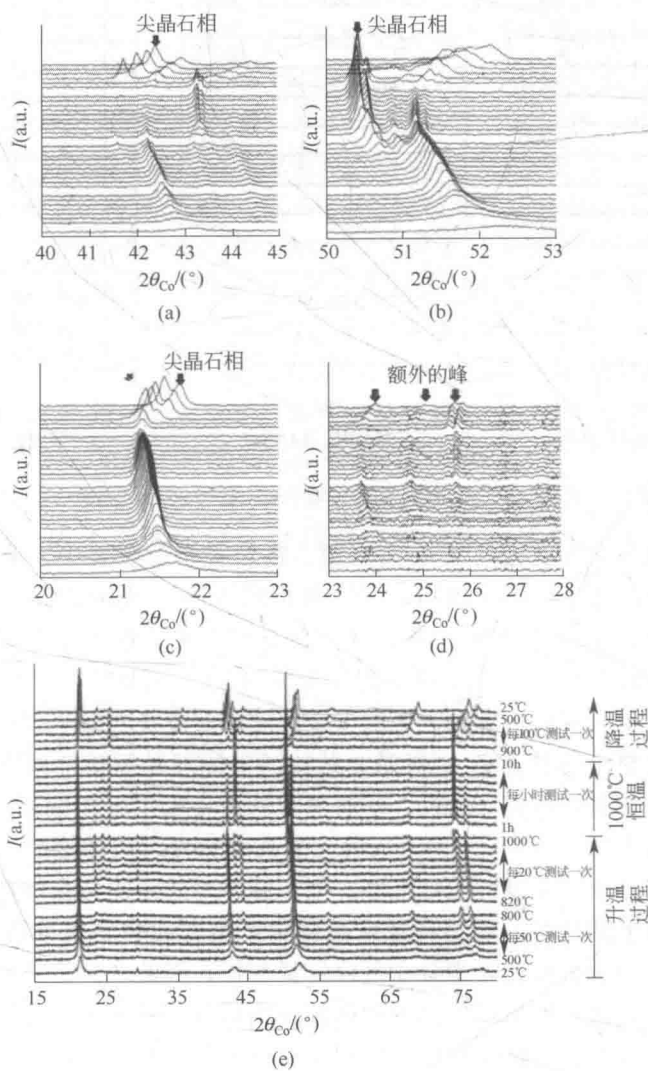 尖晶石相
I(a.u.)
40 41 42 43 44 45
2θCo/(°)
(a)
尖晶石相
I(a.u.)
50 51 52 53
2θCo/(°)
(b)
尖晶石相
I(a.u.)
20 21 22 23
2θCo/(°)
(c)
额外的峰
I(a.u.)
23 24 25 26 27 28
2θCo/(°)
(d)
I(a.u.)
25℃
500℃
每100℃测试一次
900℃
10h
每小时测试一次
1h
1000℃
每20℃测试一次
820℃
800℃
每50℃测试一次
500℃
25℃
降温过程
1000℃恒温
升温过程
15 25 35 45 55 65 75
2θCo/(°)
(e)